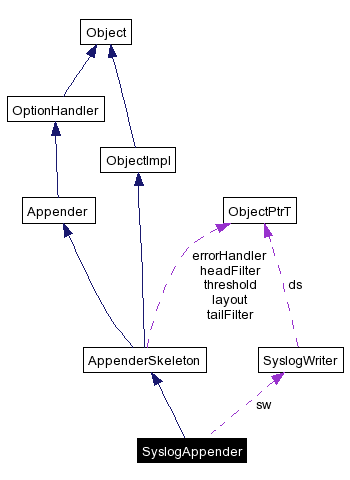 Object
OptionHandler
ObjectImpl
Appender
ObjectPtrT
errorHandler
headFilter
threshold
layout
tailFilter
ds
AppenderSkeleton
SyslogWriter
sw
SyslogAppender